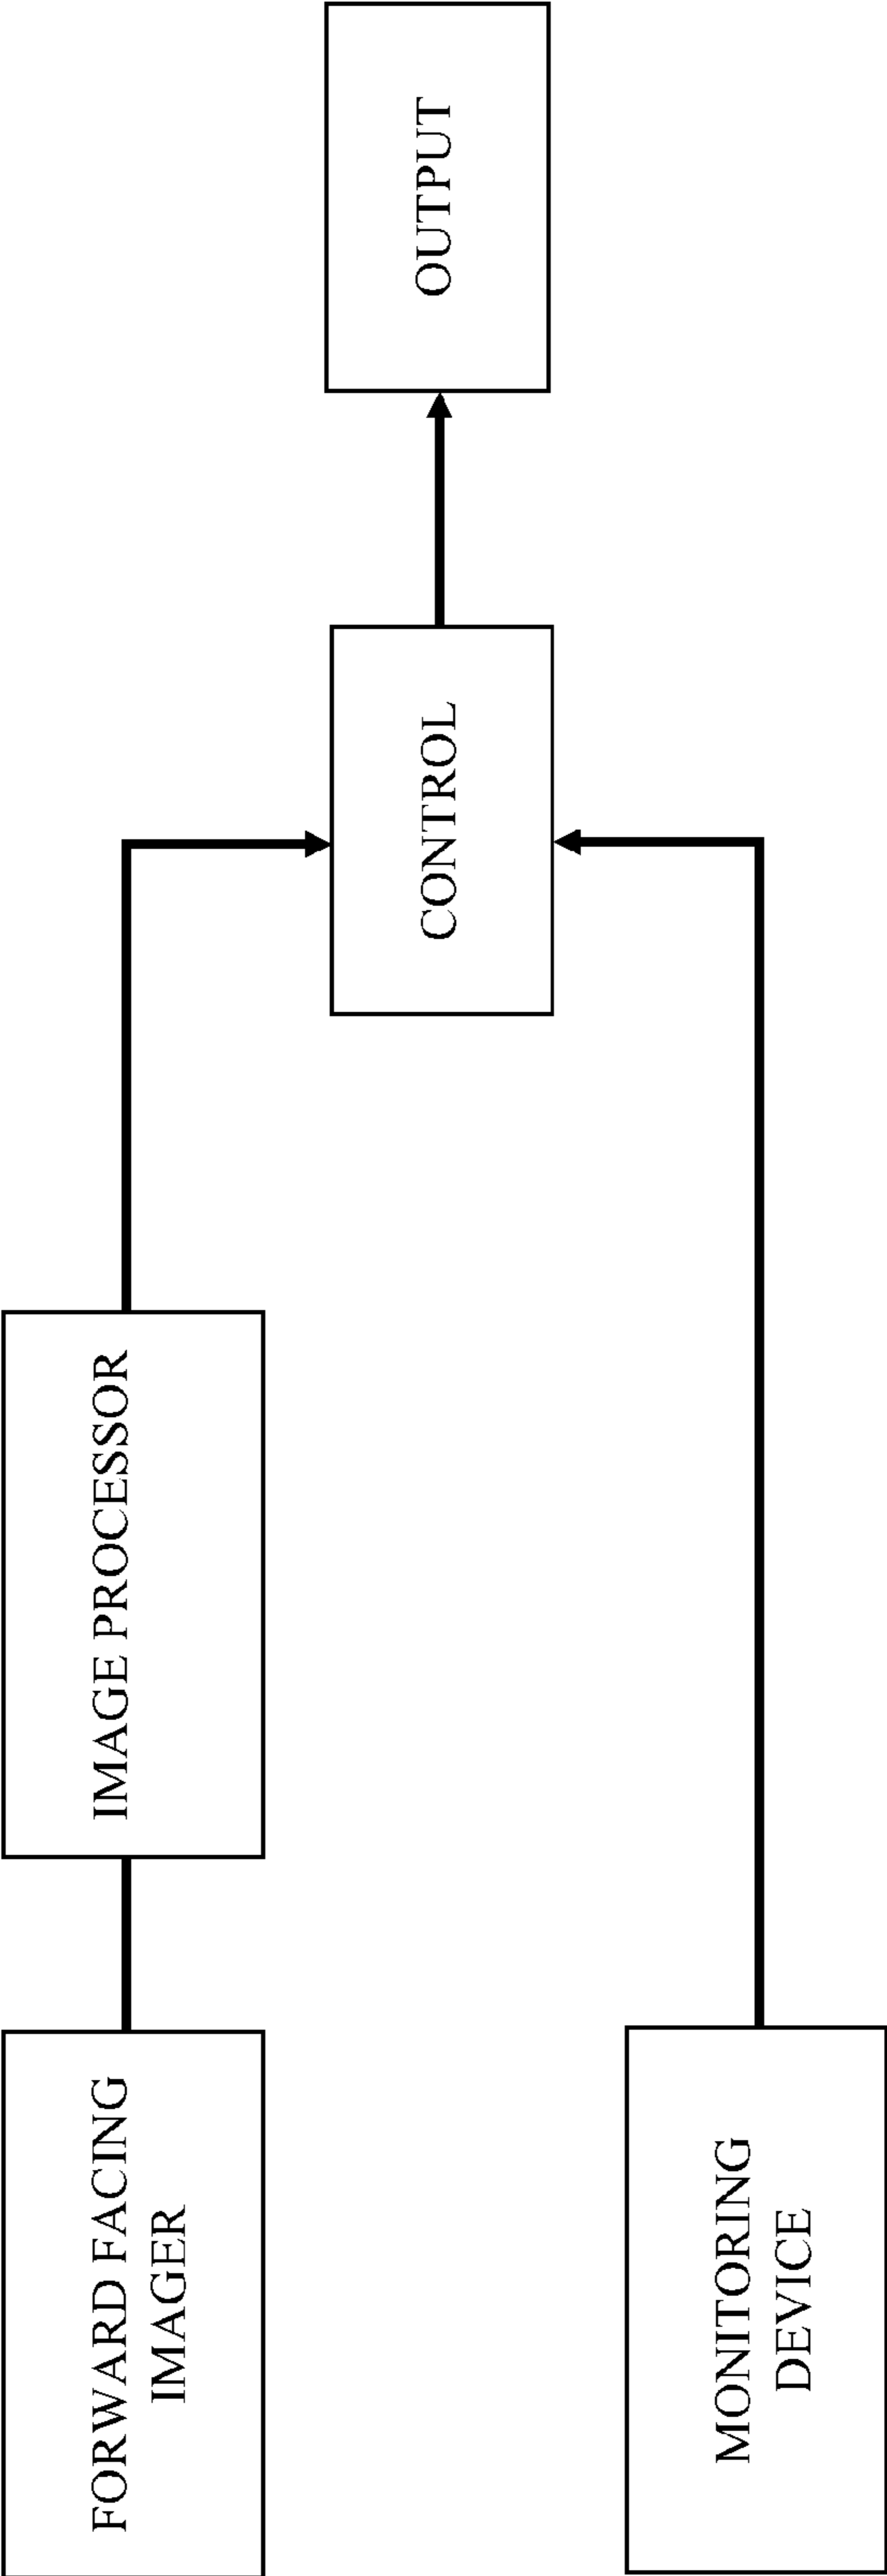 FORWARD FACING
IMAGER
IMAGE PROCESSOR
CONTROL
OUTPUT
MONITORING
DEVICE